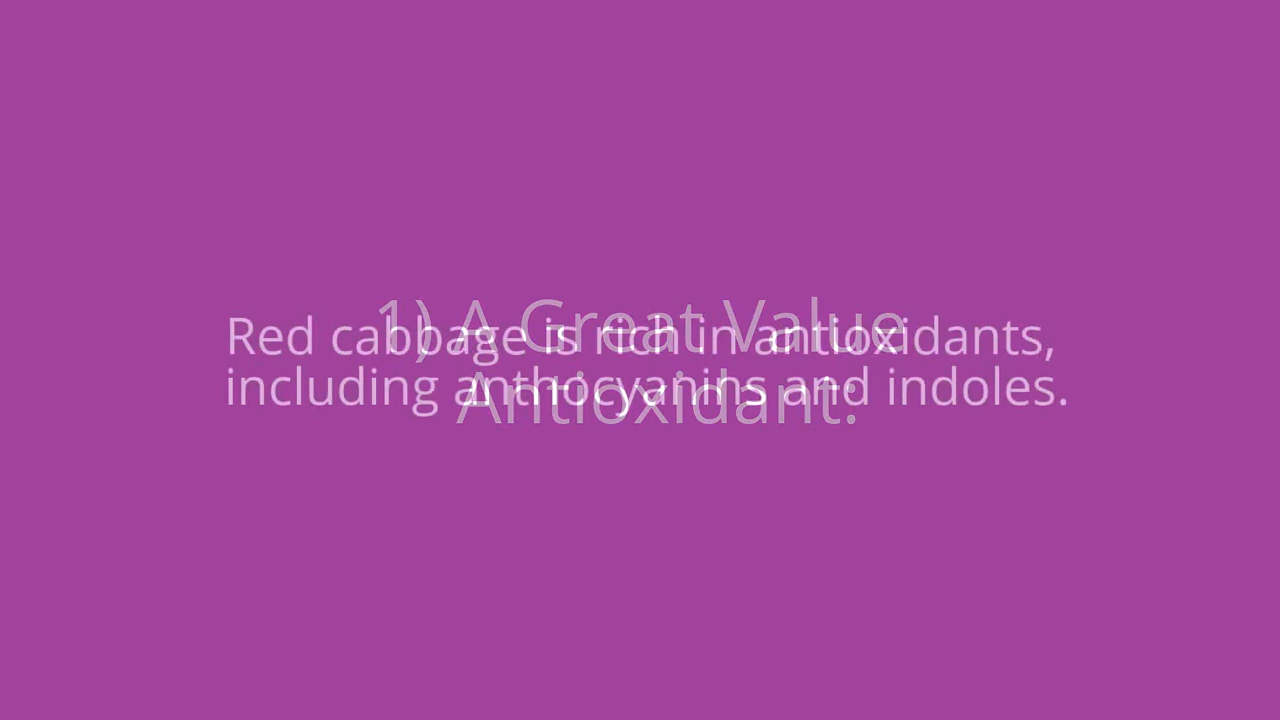 1) A Great Value
Antioxidant:
Red cabbage is rich in antioxidants,
including anthocyanins and indoles.